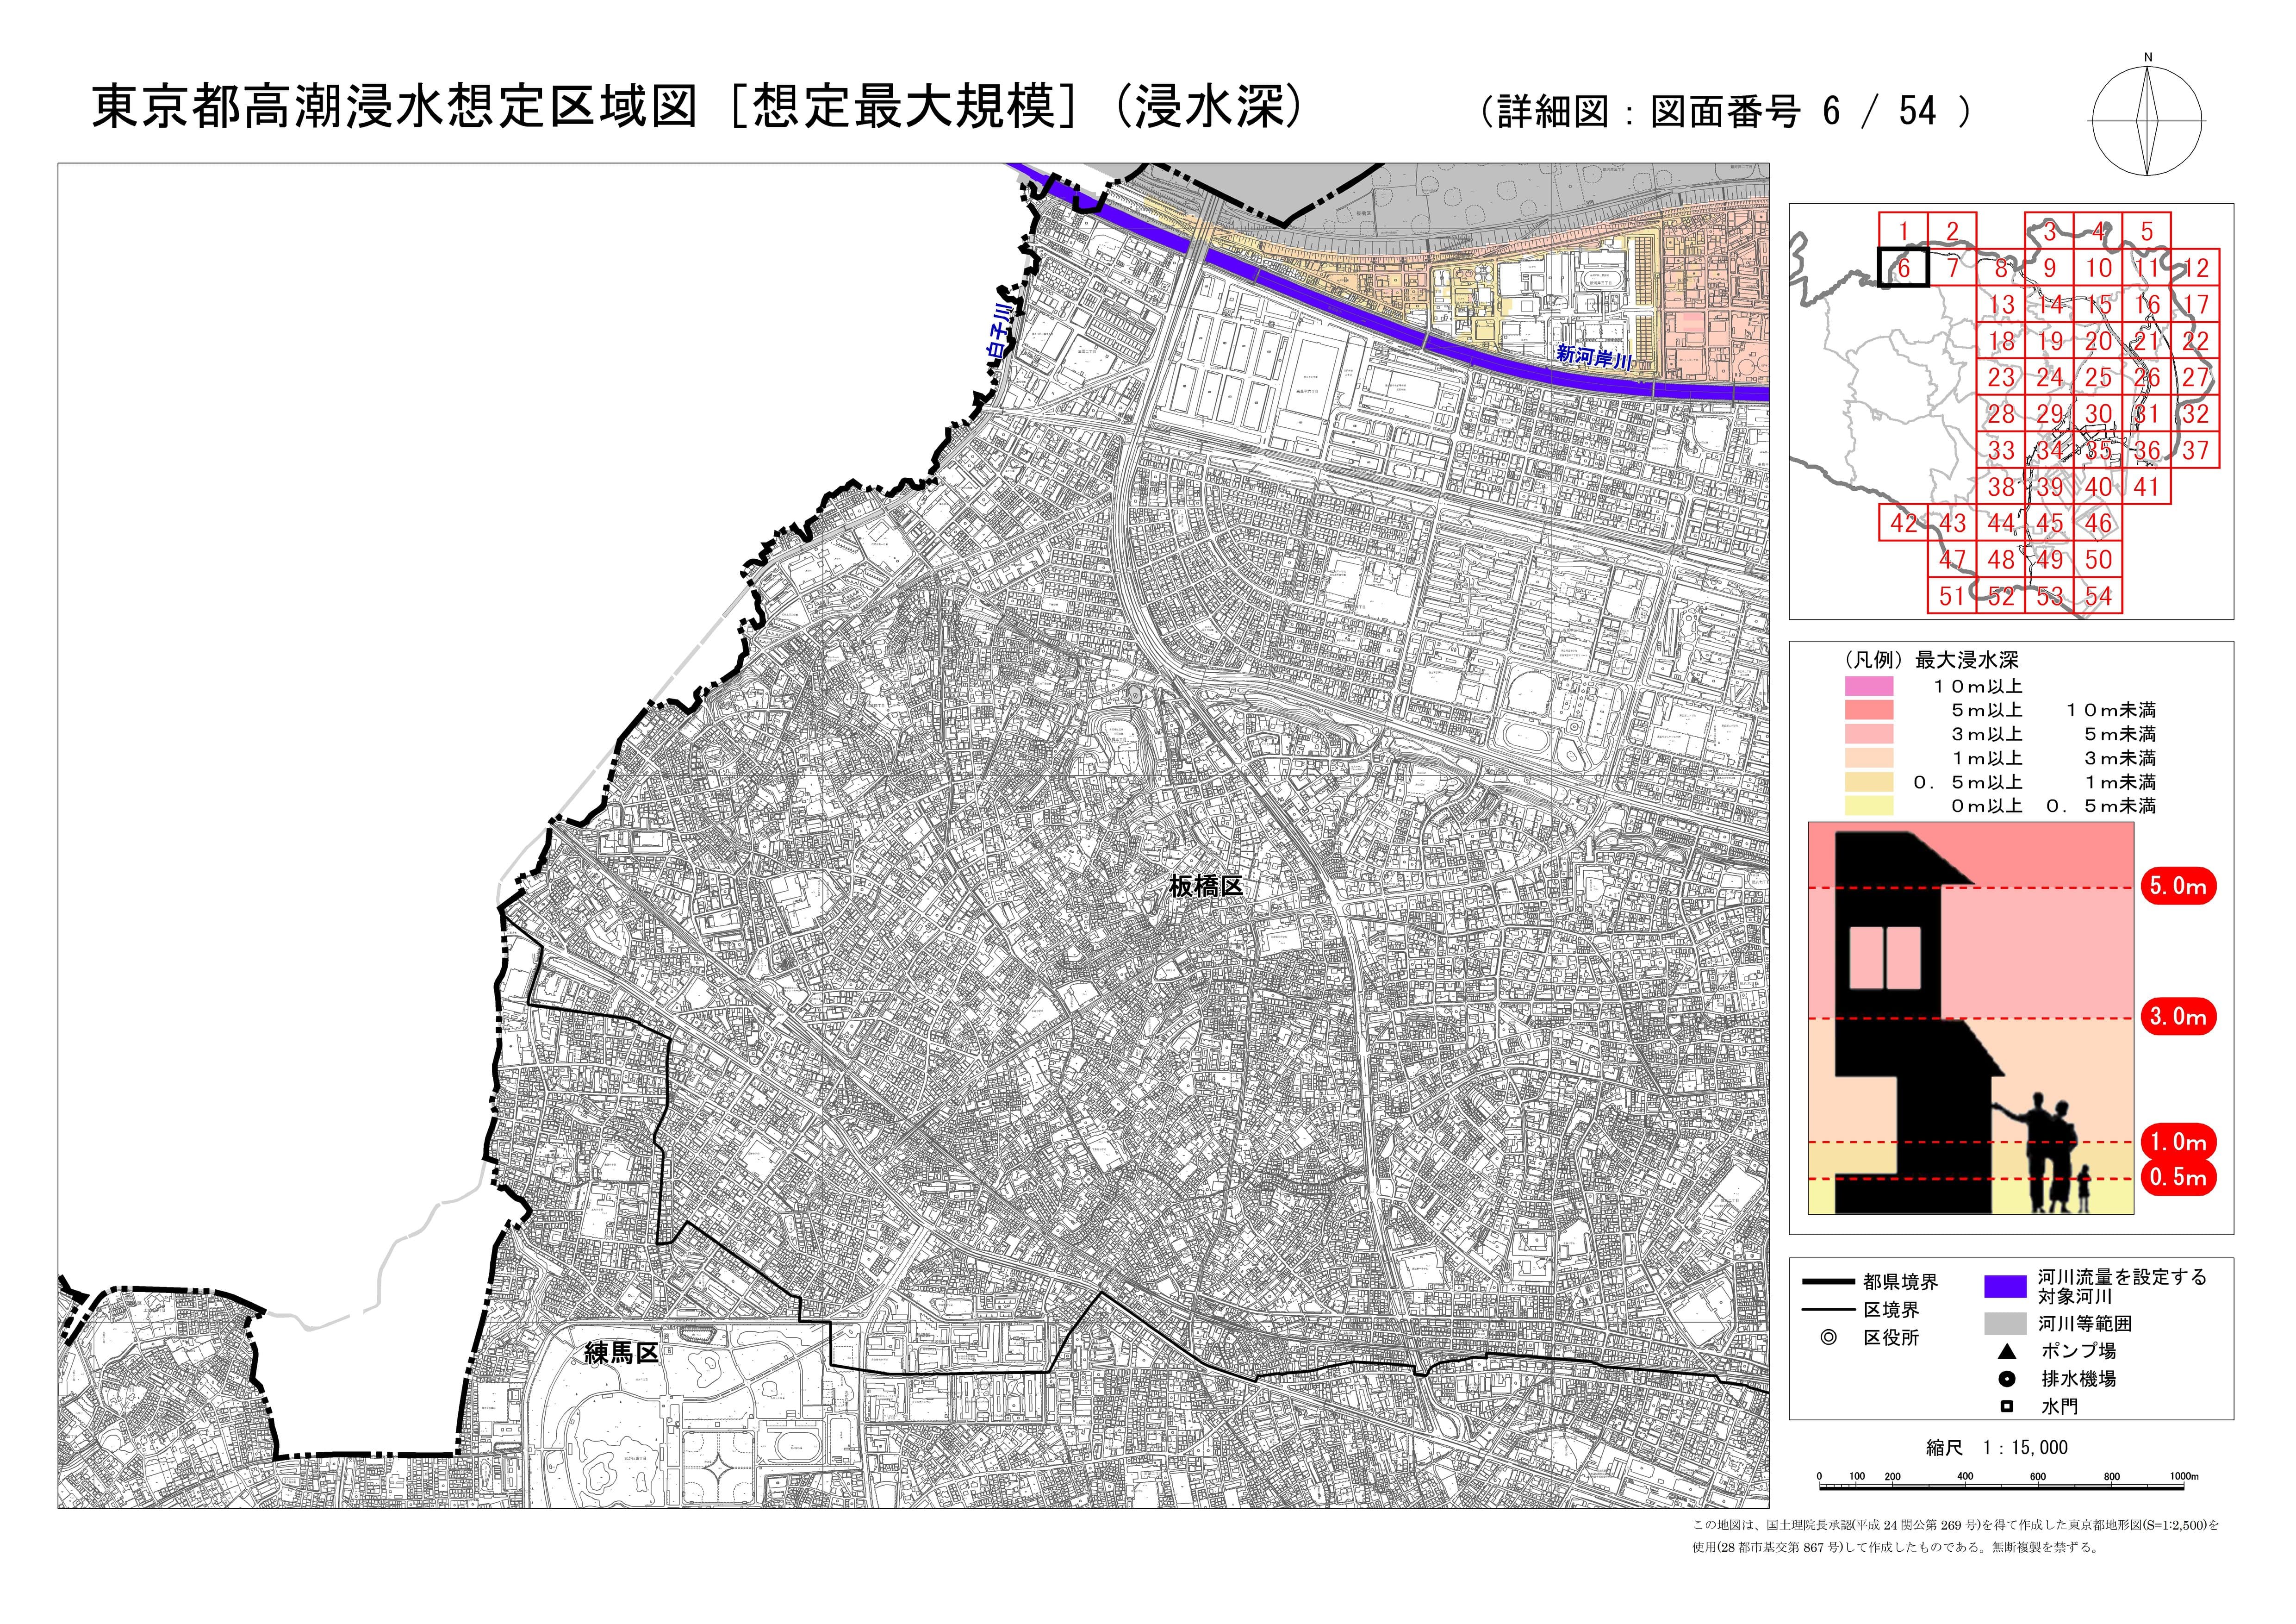 東京都高潮浸水想定区域図［想定最大規模］（浸水深）
（詳細図：図面番号 6 / 54 ）
N
白子川
新河岸川
板橋区
練馬区
1 2 3 4 5
6 7 8 9 10 11 12
13 14 15 16 17
18 19 20 21 22
23 24 25 26 27
28 29 30 31 32
33 34 35 36 37
38 39 40 41
42 43 44 45 46
47 48 49 50
51 52 53 54
（凡例）最大浸水深
１０ｍ以上
５ｍ以上 １０ｍ未満
３ｍ以上 ５ｍ未満
１ｍ以上 ３ｍ未満
０．５ｍ以上 １ｍ未満
０ｍ以上 ０．５ｍ未満
5.0m
3.0m
1.0m
0.5m
都県境界
区境界
区役所
河川流量を設定する
対象河川
河川等範囲
ポンプ場
排水機場
水門
縮尺 1：15,000
0 100 200 400 600 800 1000m
この地図は、国土地理院長承認(平成 24 関公第 269 号)を得て作成した東京都地形図(S=1:2,500)を
使用(28 都市基交第 867 号)して作成したものである。無断複製を禁ずる。